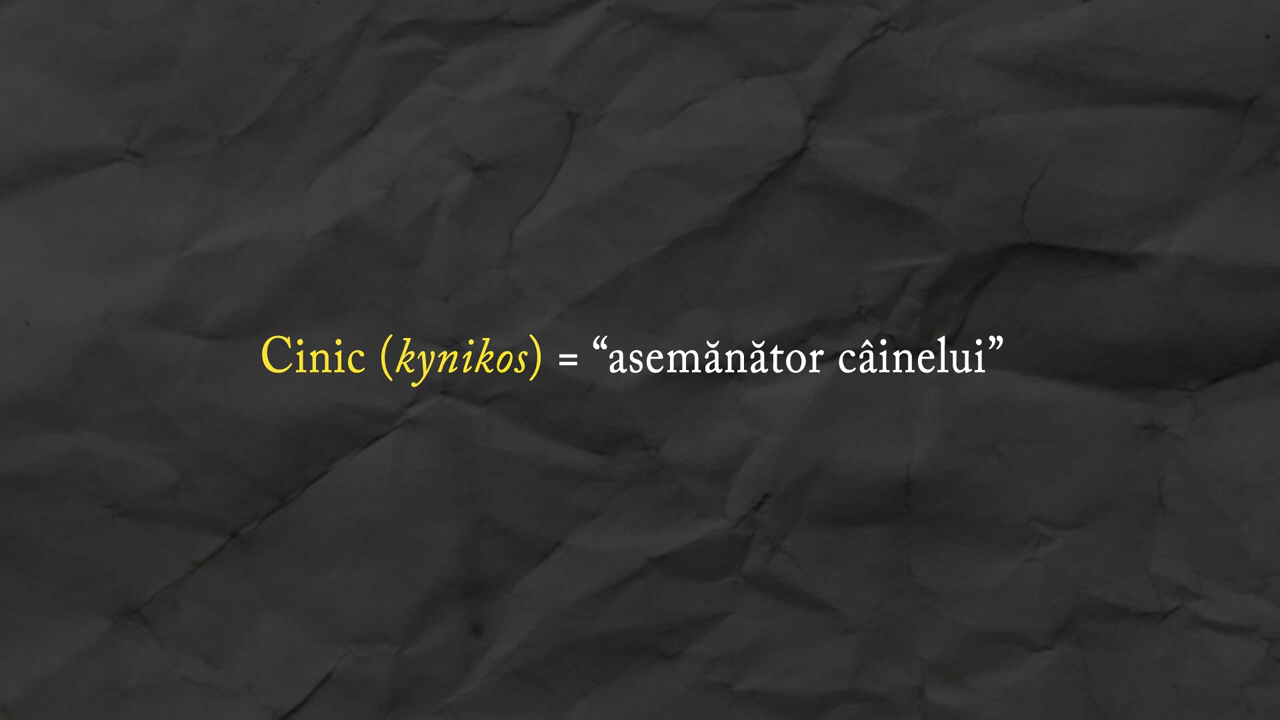 Cinic (kynikos) = “asemănător câinelui”